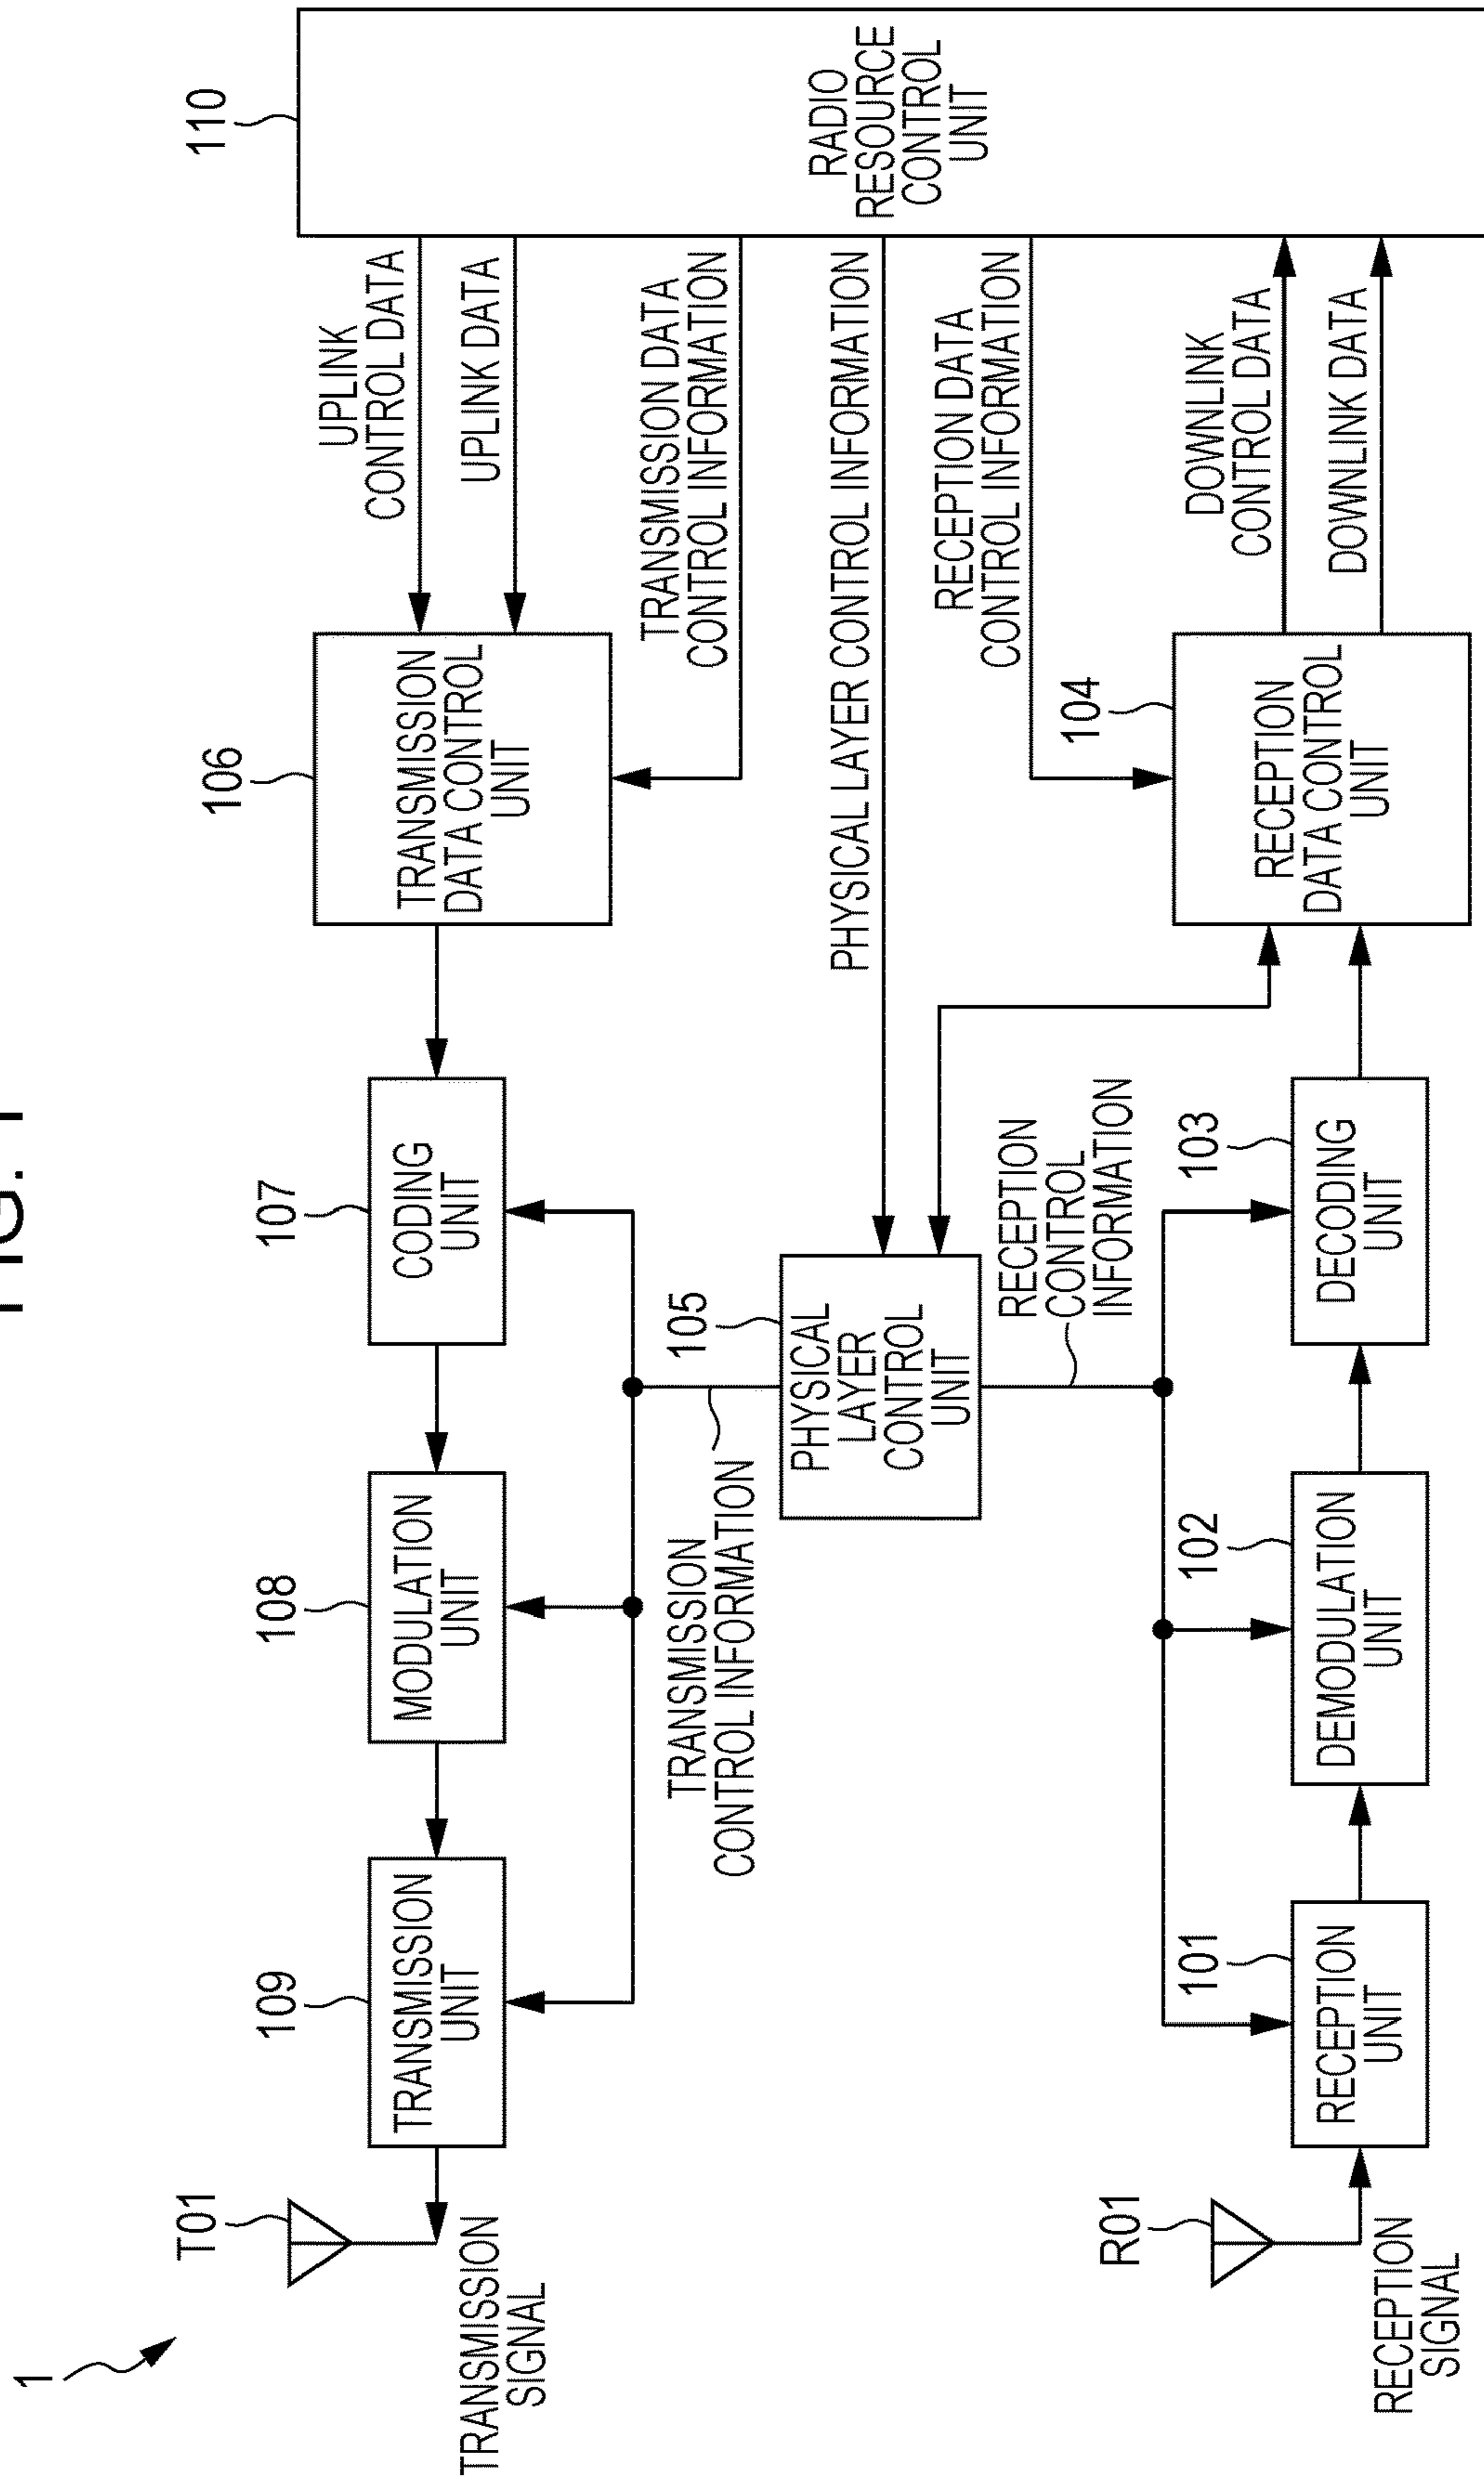 FIG. 1
1
T01
TRANSMISSION
SIGNAL
109
TRANSMISSION
UNIT
108
MODULATION
UNIT
107
CODING
UNIT
106
TRANSMISSION
DATA CONTROL
UNIT
UPLINK
CONTROL DATA
UPLINK DATA
TRANSMISSION DATA
CONTROL INFORMATION
110
RADIO
RESOURCE
CONTROL
UNIT
TRANSMISSION
CONTROL INFORMATION
105
PHYSICAL
LAYER
CONTROL
UNIT
PHYSICAL LAYER CONTROL INFORMATION
RECEPTION
CONTROL
INFORMATION
RECEPTION DATA
CONTROL INFORMATION
R01
RECEPTION
SIGNAL
101
RECEPTION
UNIT
102
DEMODULATION
UNIT
103
DECODING
UNIT
104
RECEPTION
DATA CONTROL
UNIT
DOWNLINK
CONTROL DATA
DOWNLINK DATA